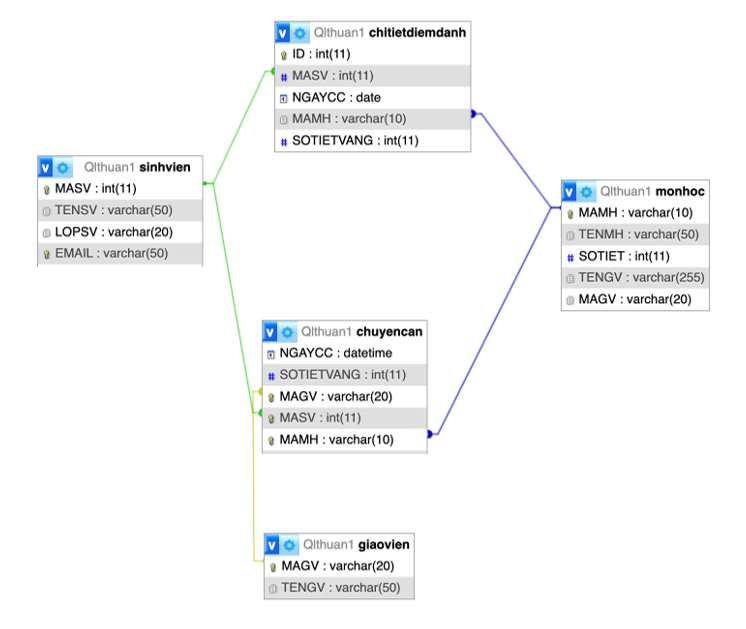 Qlthuan1 chitietdiemdanh
ID : int(11)
MASV : int(11)
NGAYCC : date
MAMH : varchar(10)
SOTIETVANG : int(11)
Qlthuan1 sinhvien
MASV : int(11)
TENSV : varchar(50)
LOPSV : varchar(20)
EMAIL : varchar(50)
Qlthuan1 monhoc
MAMH : varchar(10)
TENMH : varchar(50)
SOTIET : int(11)
TENGV : varchar(255)
MAGV : varchar(20)
Qlthuan1 chuyencan
NGAYCC : datetime
SOTIETVANG : int(11)
MAGV : varchar(20)
MASV : int(11)
MAMH : varchar(10)
Qlthuan1 giaovien
MAGV : varchar(20)
TENGV : varchar(50)